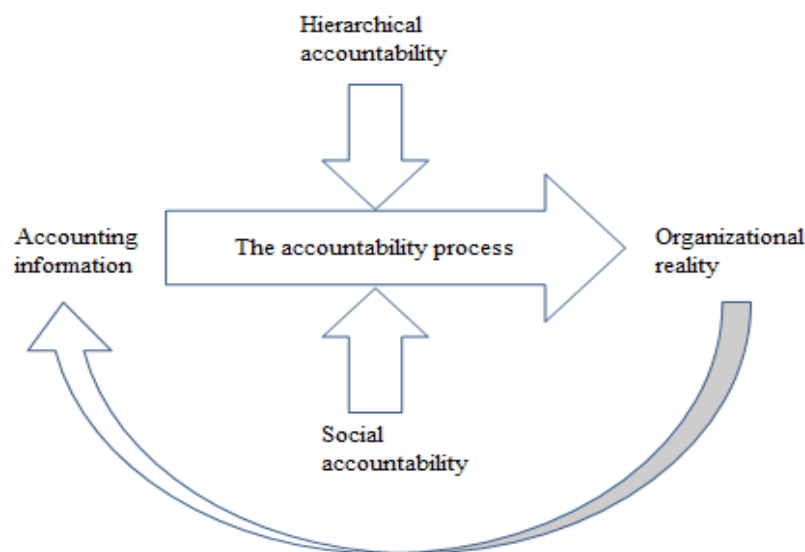 Hierarchical
accountability
Accounting
information
The accountability process
Organizational
reality
Social
accountability